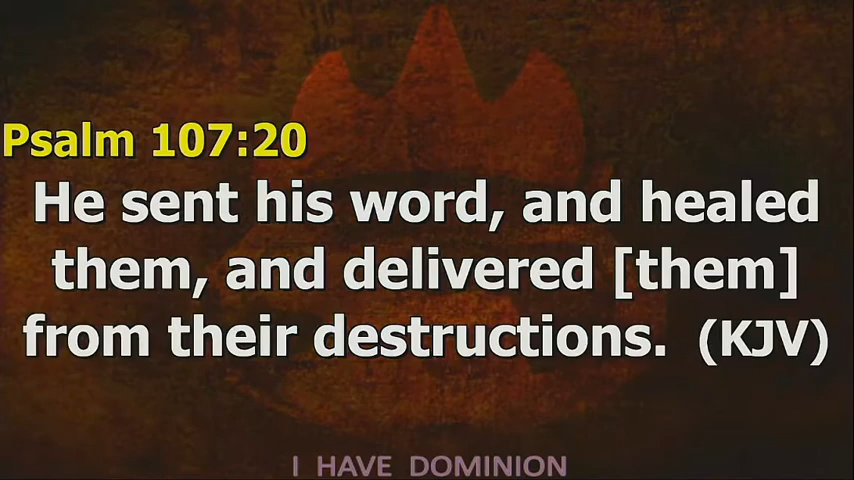 Psalm 107:20
He sent his word, and healed
them, and delivered [them]
from their destructions. (KJV)
I HAVE DOMINION